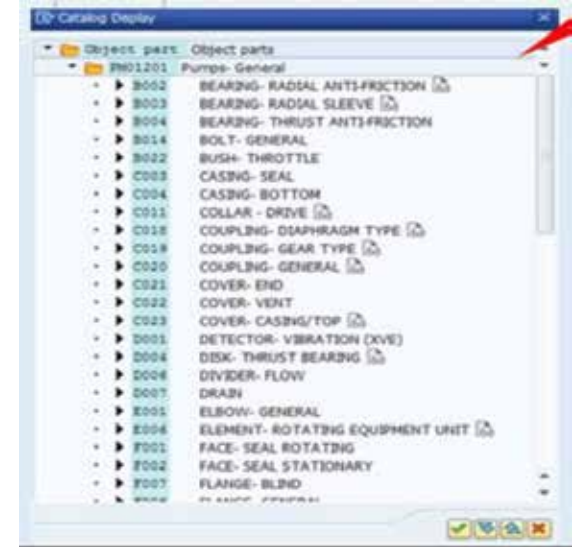 Catalog Display
Object part Object parts
PM01201 Pumps- General
B002 BEARING- RADIAL ANTI-FRICTION
B003 BEARING- RADIAL SLEEVE
B004 BEARING- THRUST ANTI-FRICTION
B014 BOLT- GENERAL
B022 BUSH- THROTTLE
C003 CASING- SEAL
C004 CASING- BOTTOM
C011 COLLAR - DRIVE
C018 COUPLING- DIAPHRAGM TYPE
C019 COUPLING- GEAR TYPE
C020 COUPLING- GENERAL
C021 COVER- END
C022 COVER- VENT
C023 COVER- CASING/TOP
D001 DETECTOR- VIBRATION (XVE)
D004 DISK- THRUST BEARING
D006 DIVIDER- FLOW
D007 DRAIN
E001 ELBOW- GENERAL
E006 ELEMENT- ROTATING EQUIPMENT UNIT
F001 FACE- SEAL ROTATING
F002 FACE- SEAL STATIONARY
F007 FLANGE- BLIND
FLANGE- GENERAL